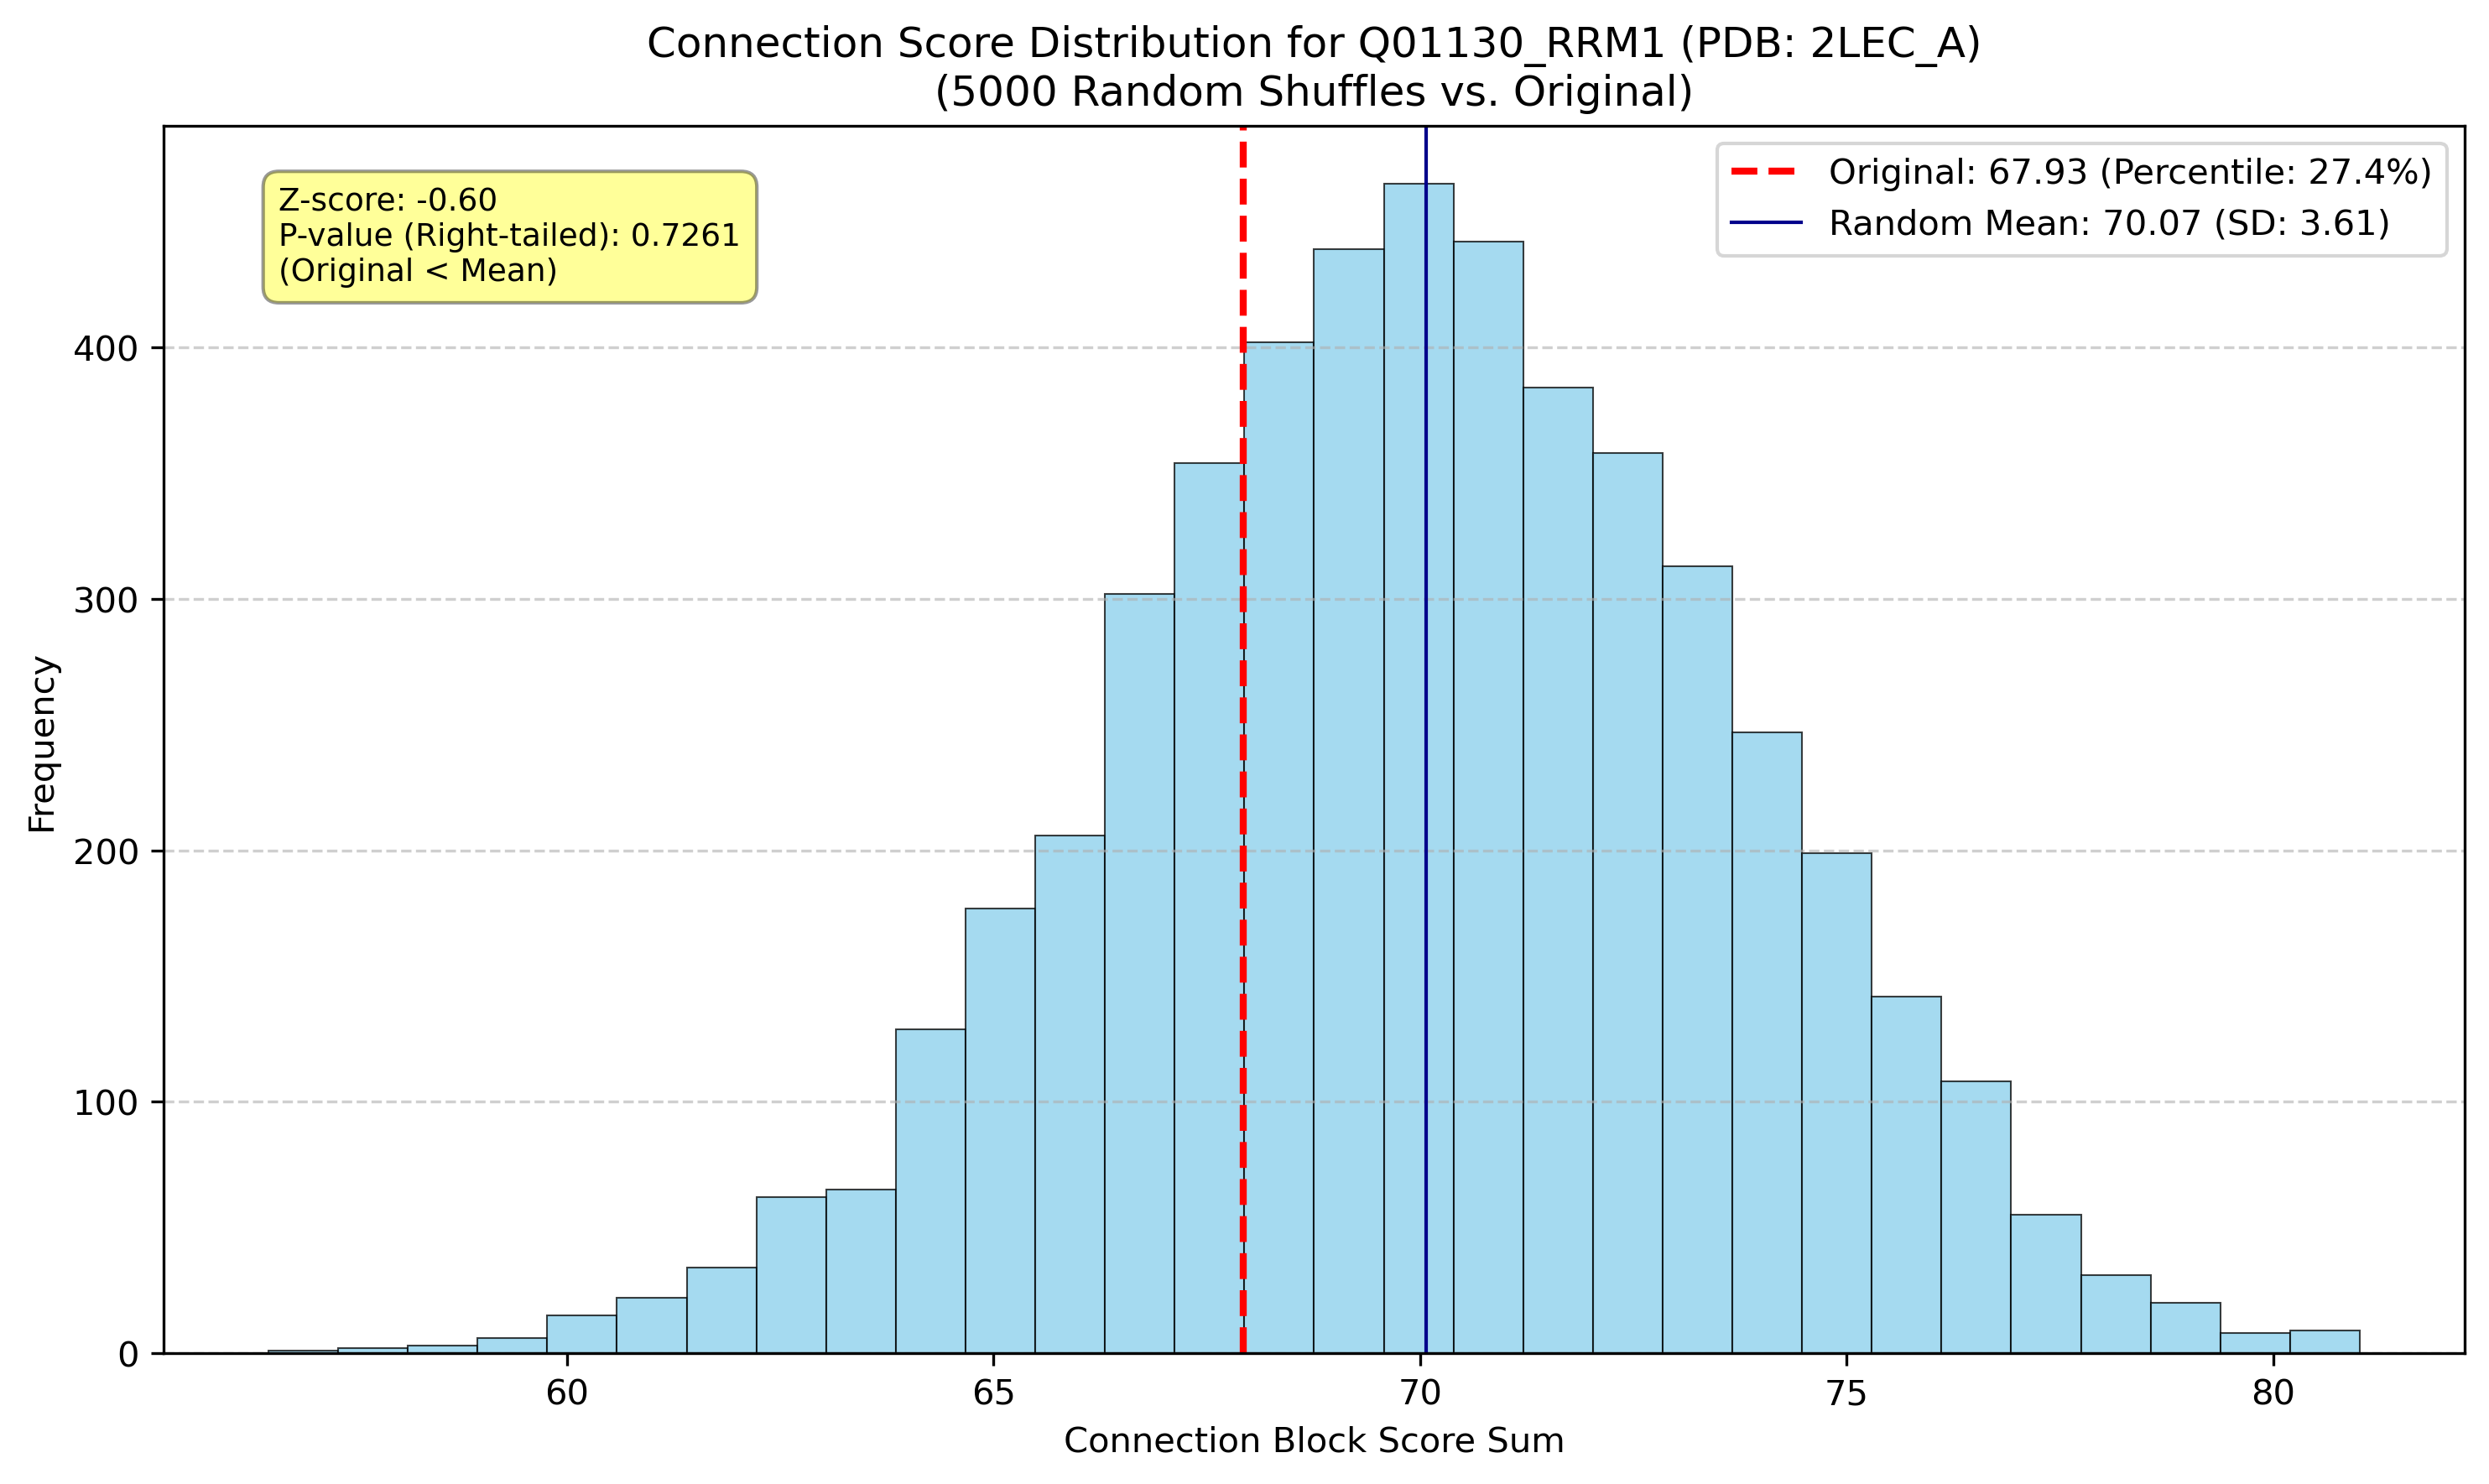 Connection Score Distribution for Q01130_RRM1 (PDB: 2LEC_A)
(5000 Random Shuffles vs. Original)
Z-score: -0.60
P-value (Right-tailed): 0.7261
(Original < Mean)
Original: 67.93 (Percentile: 27.4%)
Random Mean: 70.07 (SD: 3.61)
Frequency
400
300
200
100
0
60
65
70
75
80
Connection Block Score Sum